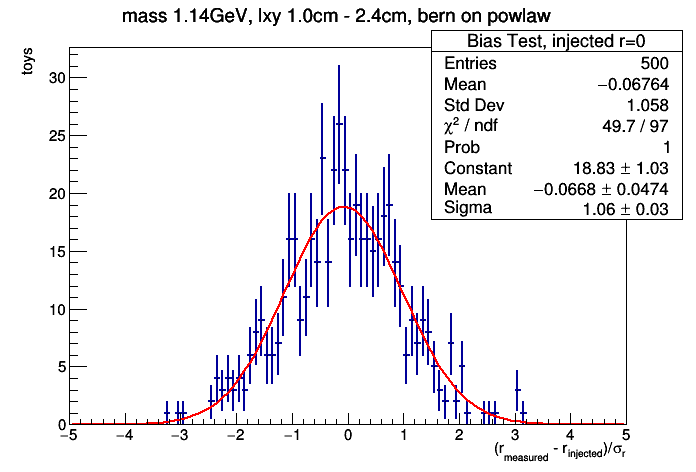 mass 1.14GeV, lxy 1.0cm - 2.4cm, bern on powlaw
toys
Bias Test, injected r=0
Entries 500
Mean −0.06764
Std Dev 1.058
χ² / ndf 49.7 / 97
Prob 1
Constant 18.83 ± 1.03
Mean −0.0668 ± 0.0474
Sigma 1.06 ± 0.03
30
25
20
15
10
5
0
−5 −4 −3 −2 −1 0 1 2 3 4 5
(r_measured - r_injected)/σ_r